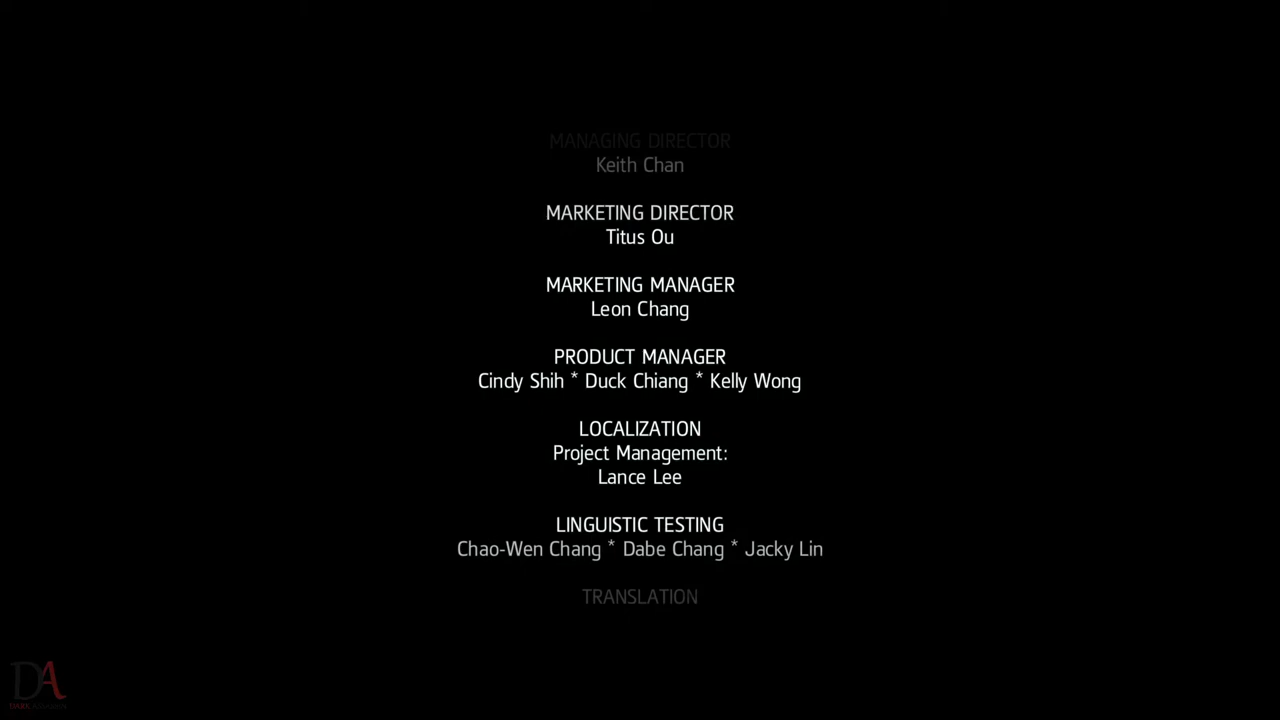 MANAGING DIRECTOR
Keith Chan
MARKETING DIRECTOR
Titus Ou
MARKETING MANAGER
Leon Chang
PRODUCT MANAGER
Cindy Shih * Duck Chiang * Kelly Wong
LOCALIZATION
Project Management:
Lance Lee
LINGUISTIC TESTING
Chao-Wen Chang * Dabe Chang * Jacky Lin
TRANSLATION
DA
DARK